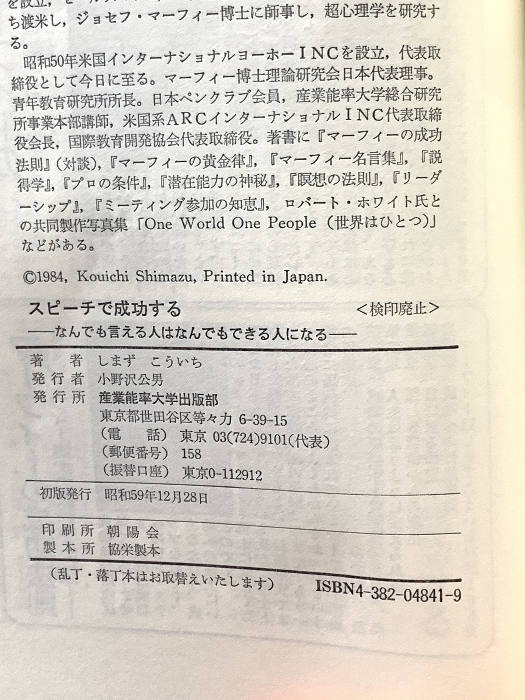 ち渡米し，ジョセフ・マーフィー博士に師事し，超心理学を研究す
る。
昭和50年米国インターナショナルヨーホーＩＮＣを設立，代表取
締役として今日に至る。マーフィー博士理論研究会日本代表理事。
青年教育研究所所長。日本ペンクラブ会員，産業能率大学総合研究
所事業本部講師，米国系ＡＲＣインターナショナルＩＮＣ代表取締
役会長，国際教育開発協会代表取締役。著書に『マーフィーの成功
法則』(対談)，『マーフィーの黄金律』，『マーフィー名言集』，『説
得学』，『プロの条件』，『潜在能力の神秘』，『瞑想の法則』，『リーダ
ーシップ』，『ミーティング参加の知恵』， ロバート・ホワイト氏と
の共同製作写真集「One World One People（世界はひとつ)」
などがある。
©1984, Kouichi Shimazu, Printed in Japan.
スピーチで成功する ＜検印廃止＞
──なんでも言える人はなんでもできる人になる──
著者 しまず こういち
発行者 小野沢公男
発行所 産業能率大学出版部
東京都世田谷区等々力 6-39-15
(電 話) 東京 03(724)9101(代表)
(郵便番号) 158
(振替口座) 東京0-112912
初版発行 昭和59年12月28日
印刷所 朝陽会
製本所 協栄製本
(乱丁・落丁本はお取替えいたします)
ISBN4-382-04841-9